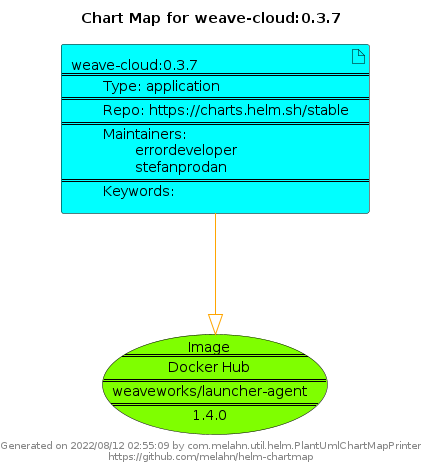 Chart Map for weave-cloud:0.3.7
weave-cloud:0.3.7
Type: application
Repo: https://charts.helm.sh/stable
Maintainers:
errordeveloper
stefanprodan
Keywords:
Image
Docker Hub
weaveworks/launcher-agent
1.4.0
Generated on 2022/08/12 02:55:09 by com.melahn.util.helm.PlantUmlChartMapPrinter
https://github.com/melahn/helm-chartmap